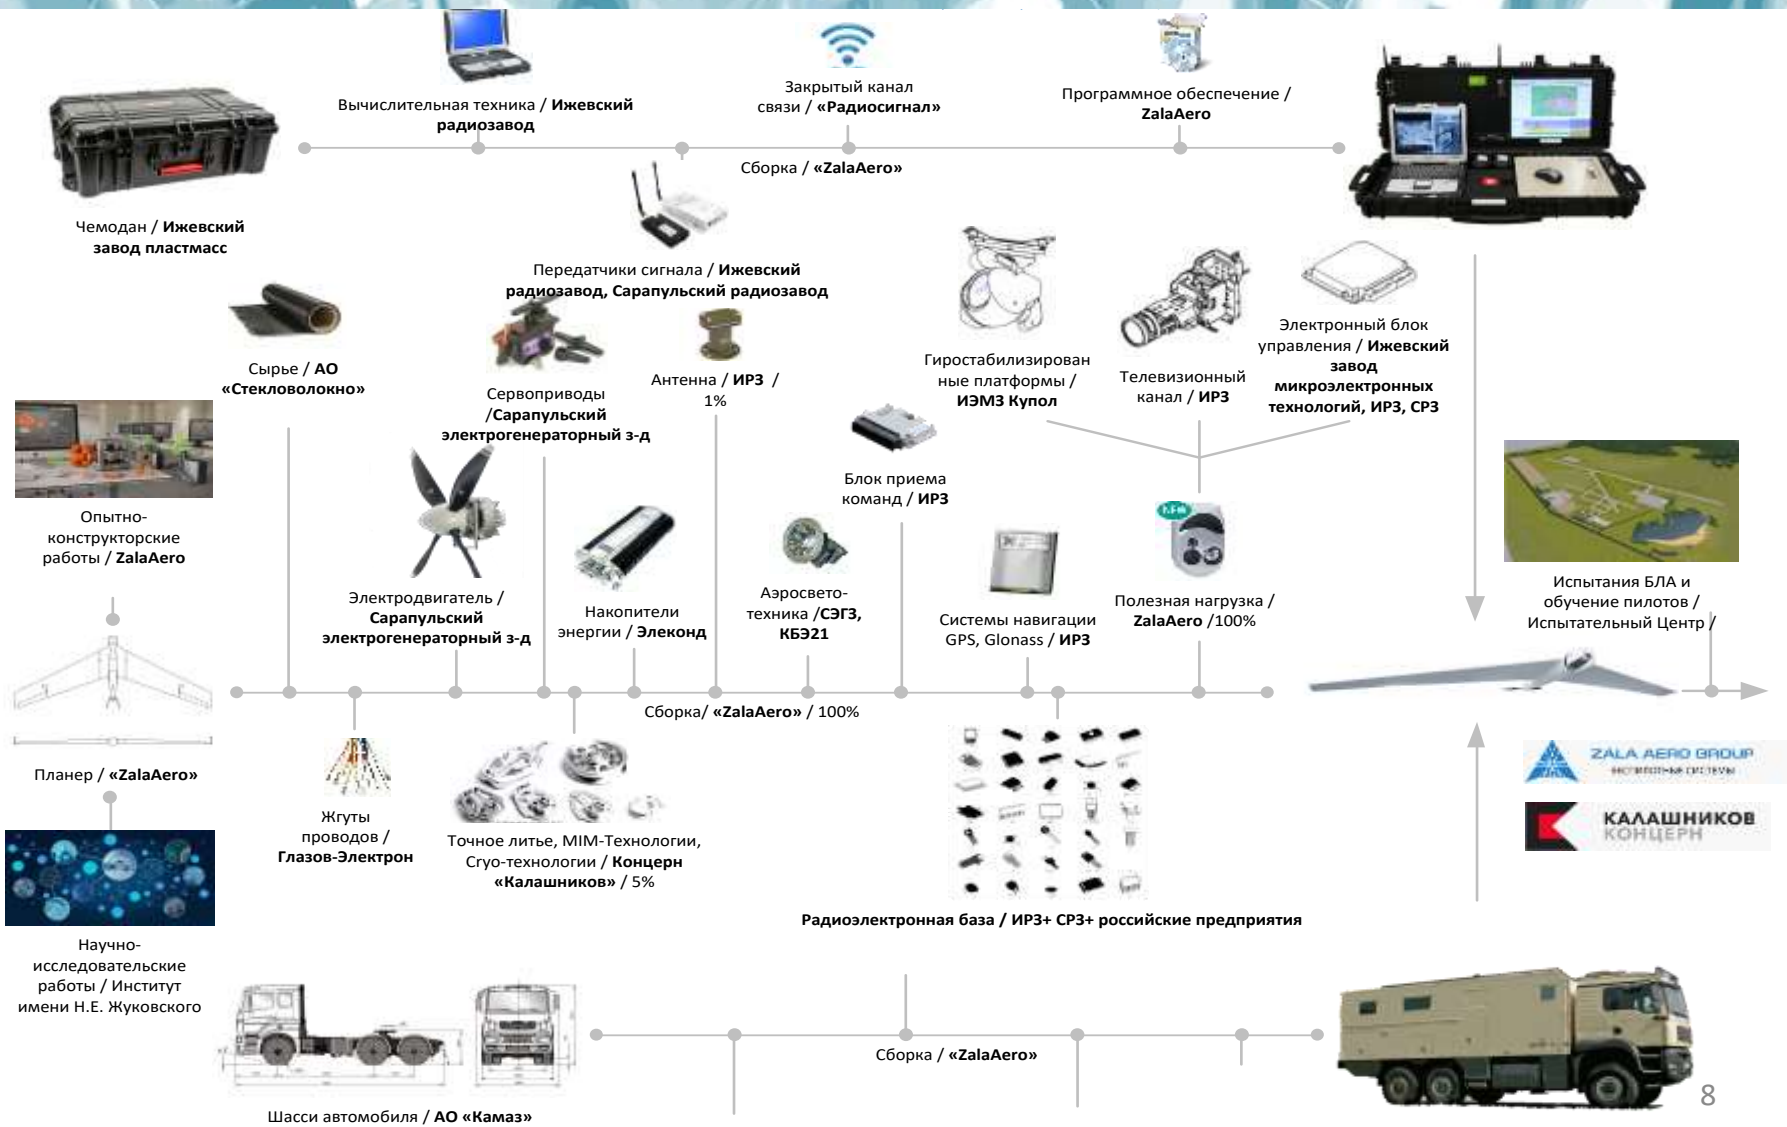 Вычислительная техника / Ижевский
радиозавод
Закрытый канал
связи / «Радиосигнал»
Программное обеспечение /
ZalaAero
Сборка / «ZalaAero»
Чемодан / Ижевский
завод пластмасс
Передатчики сигнала / Ижевский
радиозавод, Сарапульский радиозавод
Сырье / АО
«Стекловолокно»
Сервоприводы
/Сарапульский
электрогенераторный з-д
Антенна / ИРЗ /
1%
Гиростабилизирован
ные платформы /
ИЭМЗ Купол
Телевизионный
канал / ИРЗ
Электронный блок
управления / Ижевский
завод
микроэлектронных
технологий, ИРЗ, СРЗ
Блок приема
команд / ИРЗ
Опытно-
конструкторские
работы / ZalaAero
Электродвигатель /
Сарапульский
электрогенераторный з-д
Накопители
энергии / Элеконд
Аэросвето-
техника /СЭГЗ,
КБЭ21
Системы навигации
GPS, Glonass / ИРЗ
Полезная нагрузка /
ZalaAero /100%
Испытания БЛА и
обучение пилотов /
Испытательный Центр /
Сборка/ «ZalaAero» / 100%
Планер / «ZalaAero»
Жгуты
проводов /
Глазов-Электрон
Точное литье, MIM-Технологии,
Cryo-технологии / Концерн
«Калашников» / 5%
ZALA AERO GROUP
БЕСПИЛОТНЫЕ СИСТЕМЫ
КАЛАШНИКОВ
КОНЦЕРН
Радиоэлектронная база / ИРЗ+ СРЗ+ российские предприятия
Научно-
исследовательские
работы / Институт
имени Н.Е. Жуковского
Сборка / «ZalaAero»
Шасси автомобиля / АО «Камаз»
8